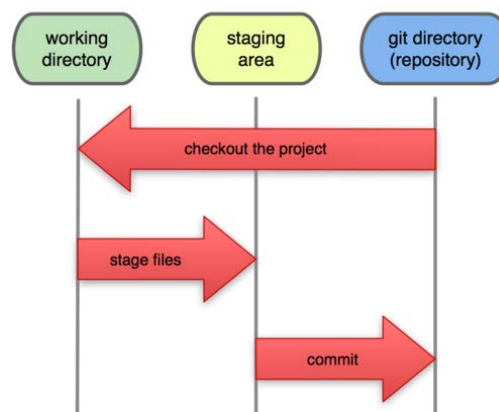 working
directory
staging
area
git directory
(repository)
checkout the project
stage files
commit